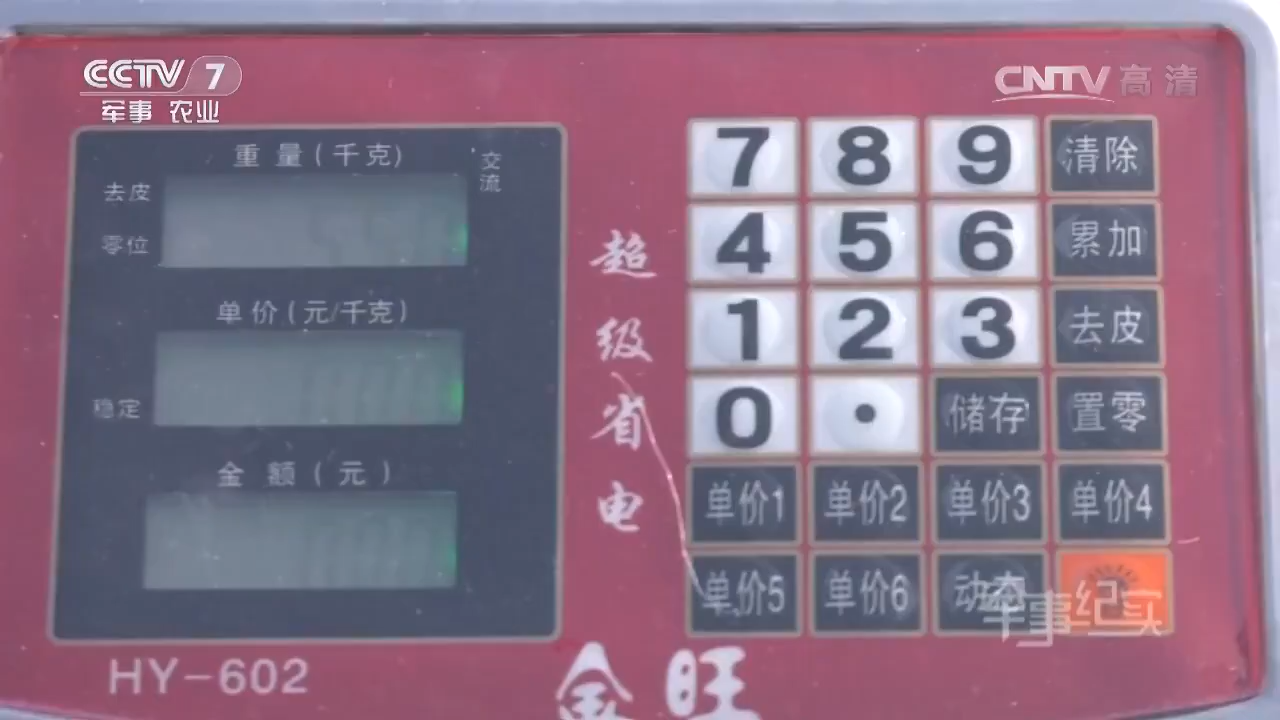 CCTV 7
军事 农业
CNTV 高清
重量(千克)
交流
去皮
零位
单价(元/千克)
稳定
金额(元)
超级省电
7 8 9 清除
4 5 6 累加
1 2 3 去皮
0 · 储存 置零
单价1 单价2 单价3 单价4
单价5 单价6 动态
军事纪实
HY-602
金旺